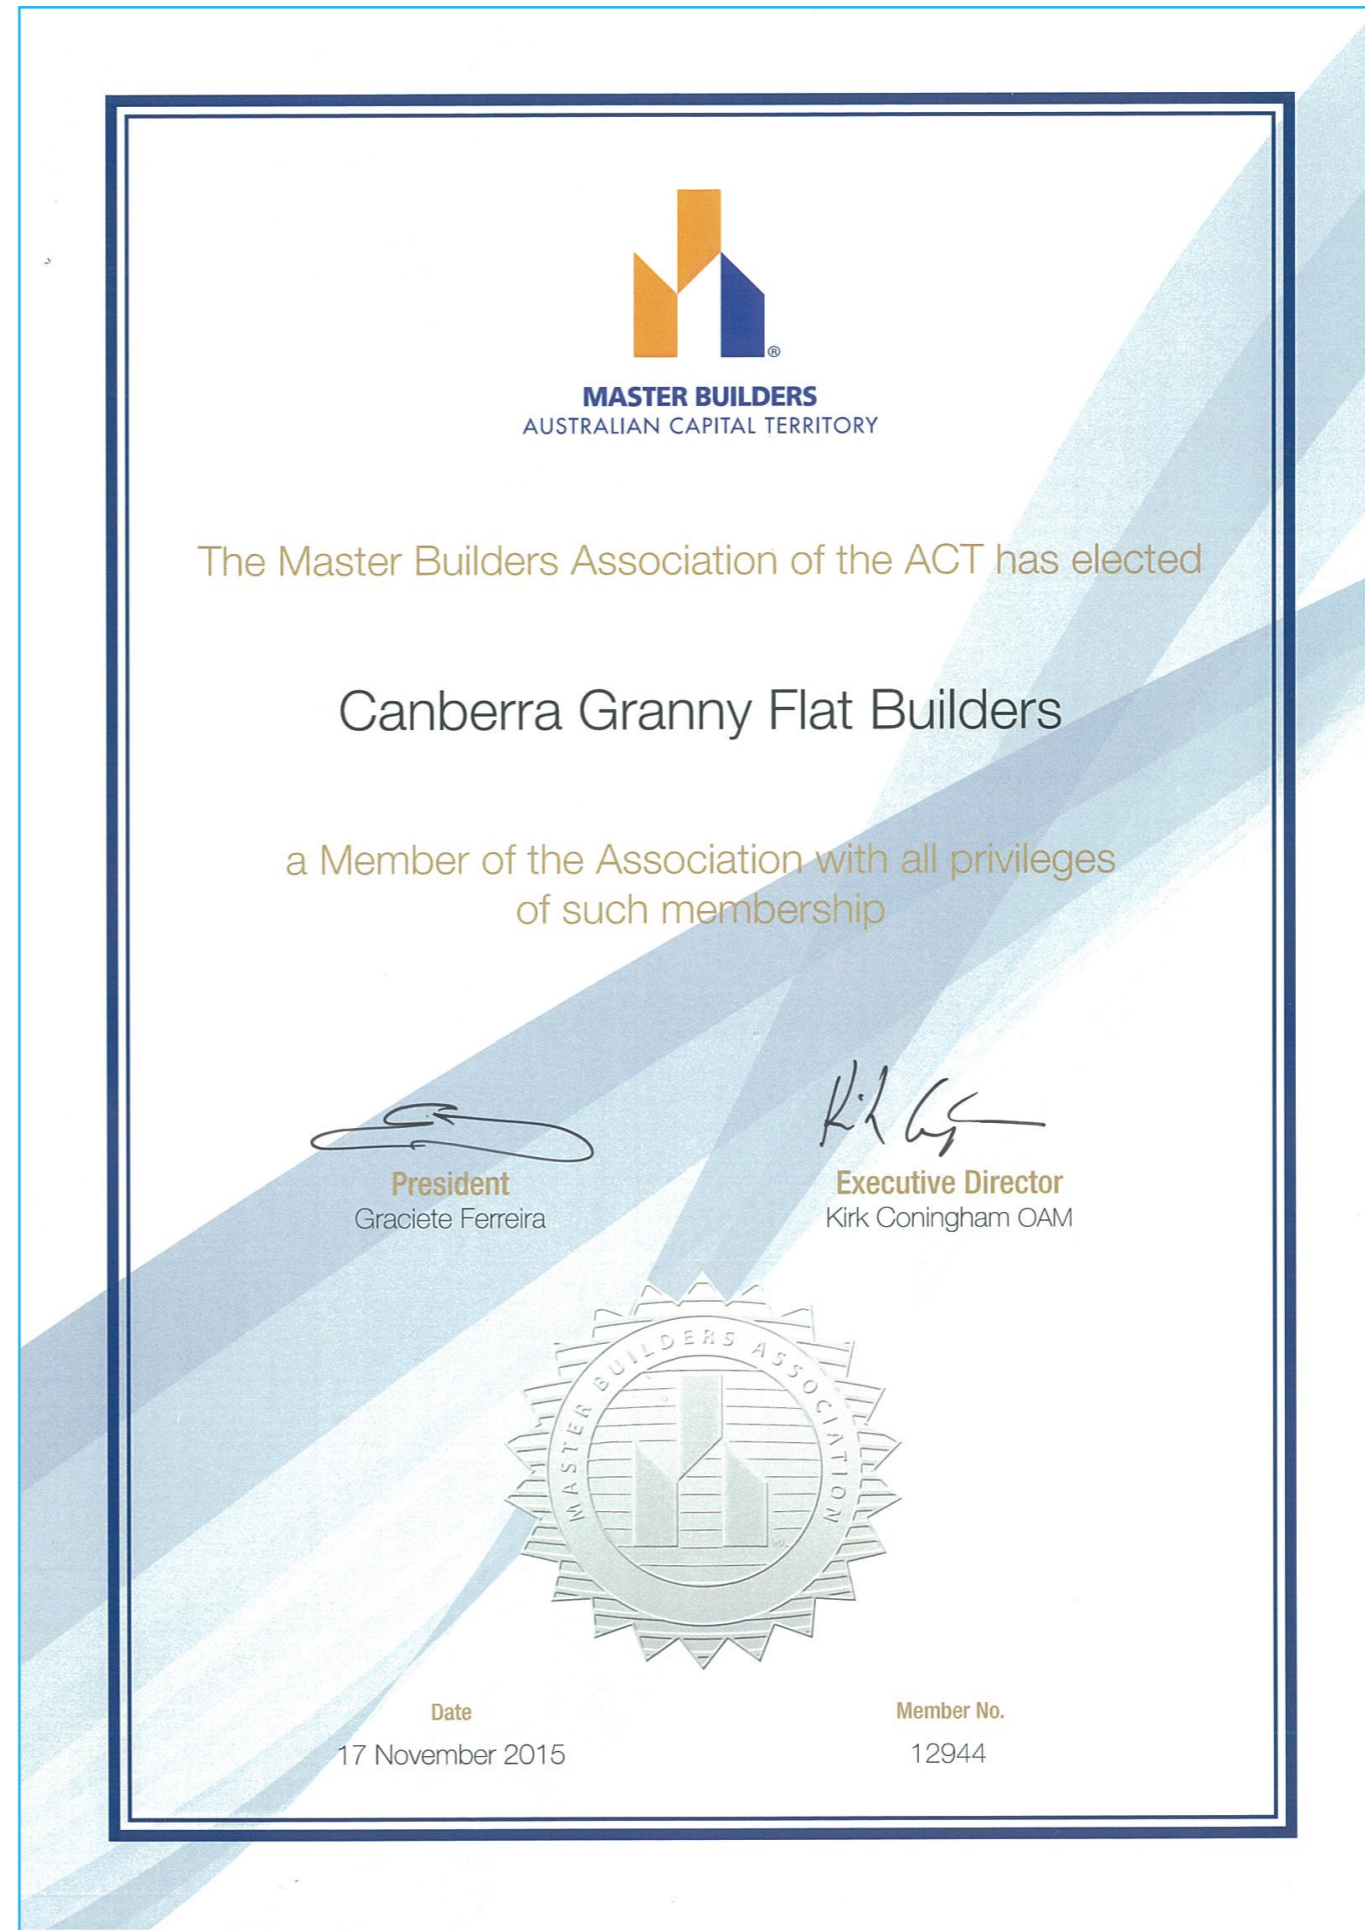 ®
MASTER BUILDERS
AUSTRALIAN CAPITAL TERRITORY
The Master Builders Association of the ACT has elected
Canberra Granny Flat Builders
a Member of the Association with all privileges
of such membership
President
Graciete Ferreira
Executive Director
Kirk Coningham OAM
MASTER BUILDERS ASSOCIATION
Date
17 November 2015
Member No.
12944